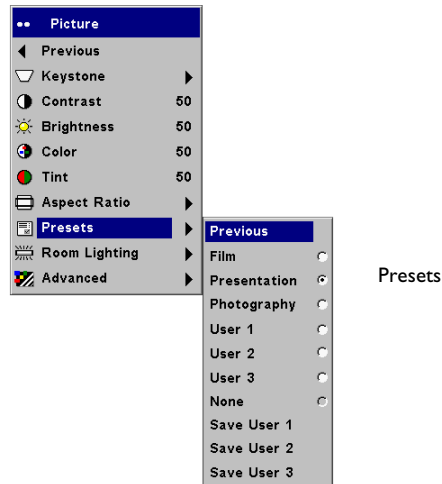 Picture
Previous
Keystone
Contrast 50
Brightness 50
Color 50
Tint 50
Aspect Ratio
Presets
Room Lighting
Advanced
Previous
Film
Presentation
Photography
User 1
User 2
User 3
None
Save User 1
Save User 2
Save User 3
Presets